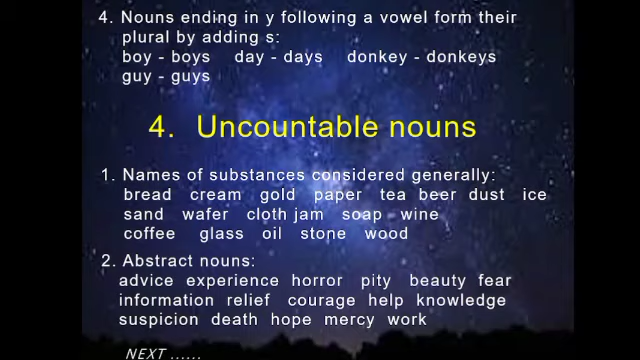 4. Nouns ending in y following a vowel form their
plural by adding s:
boy - boys day - days donkey - donkeys
guy - guys
4. Uncountable nouns
1. Names of substances considered generally:
bread cream gold paper tea beer dust ice
sand wafer cloth jam soap wine
coffee glass oil stone wood
2. Abstract nouns:
advice experience horror pity beauty fear
information relief courage help knowledge
suspicion death hope mercy work
NEXT ......